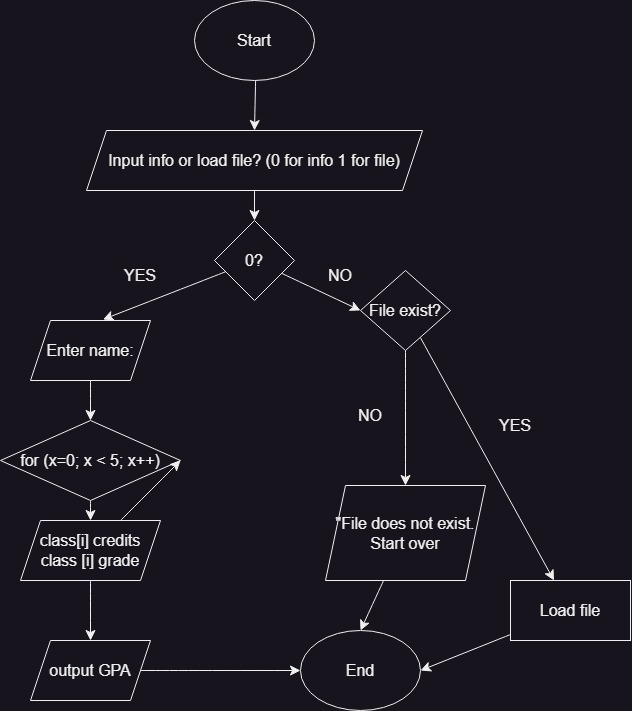 Start
Input info or load file? (0 for info 1 for file)
0?
YES
NO
File exist?
Enter name:
NO
YES
for (x=0; x < 5; x++)
"File does not exist.
Start over
class[i] credits
class [i] grade
Load file
output GPA
End